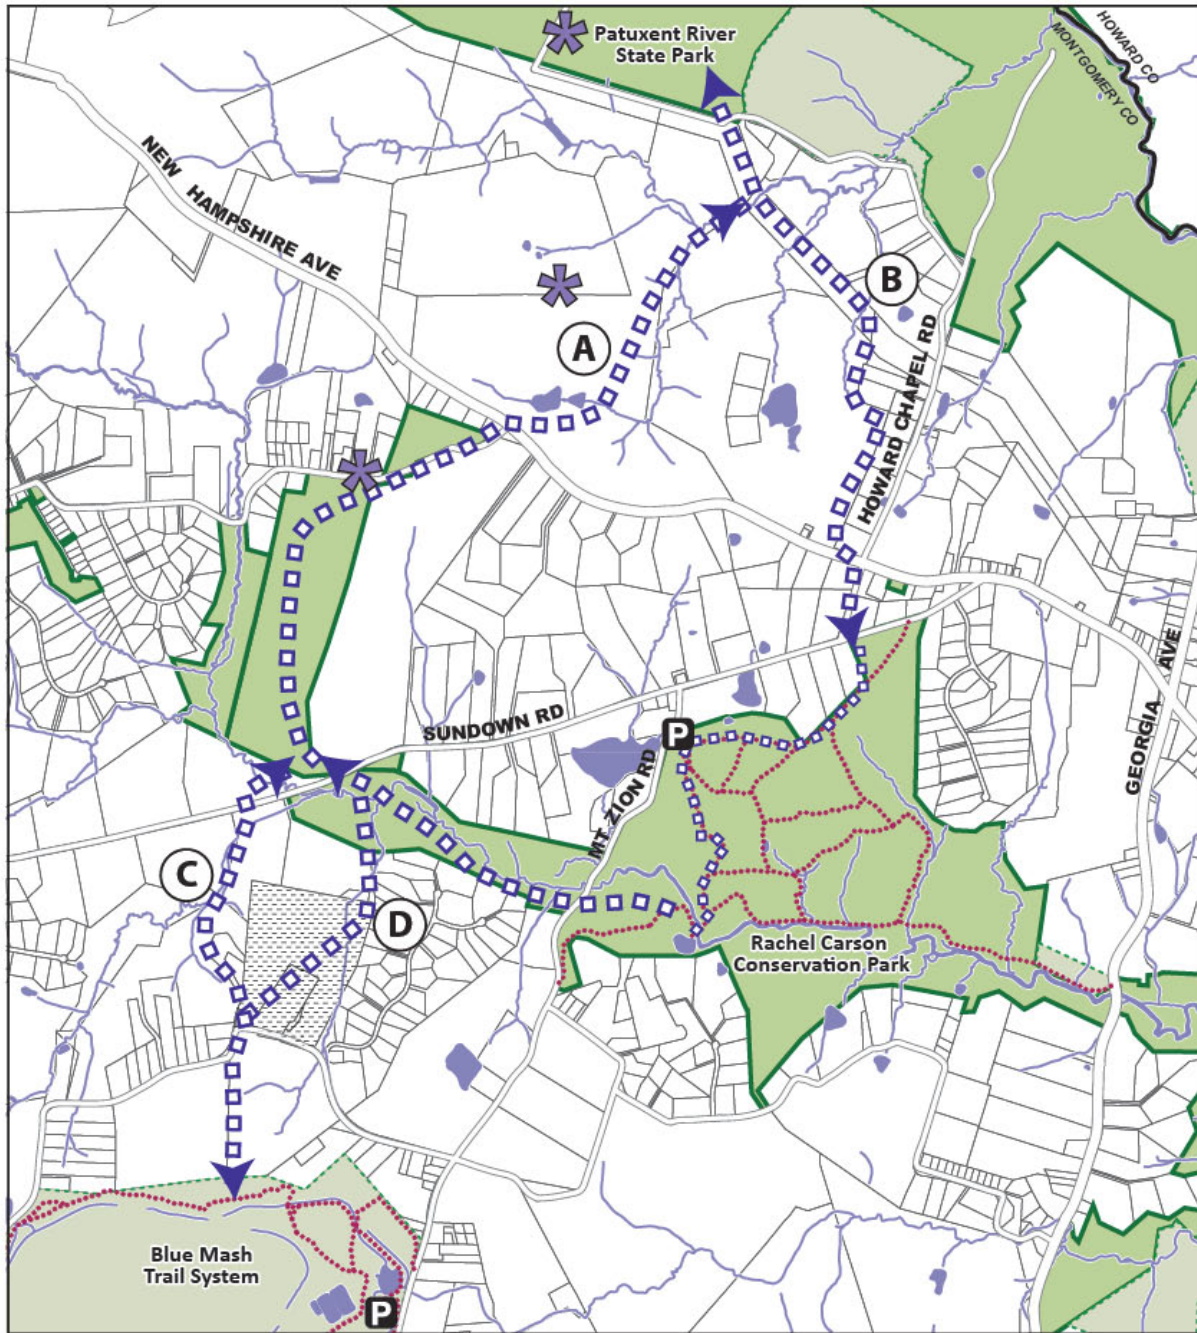 Patuxent River
State Park
HOWARD CO
MONTGOMERY CO
NEW HAMPSHIRE AVE
B
A
HOWARD CHAPEL RD
GEORGIA AVE
SUNDOWN RD
P
MT ZION RD
C
D
Rachel Carson
Conservation Park
Blue Mash
Trail System
P